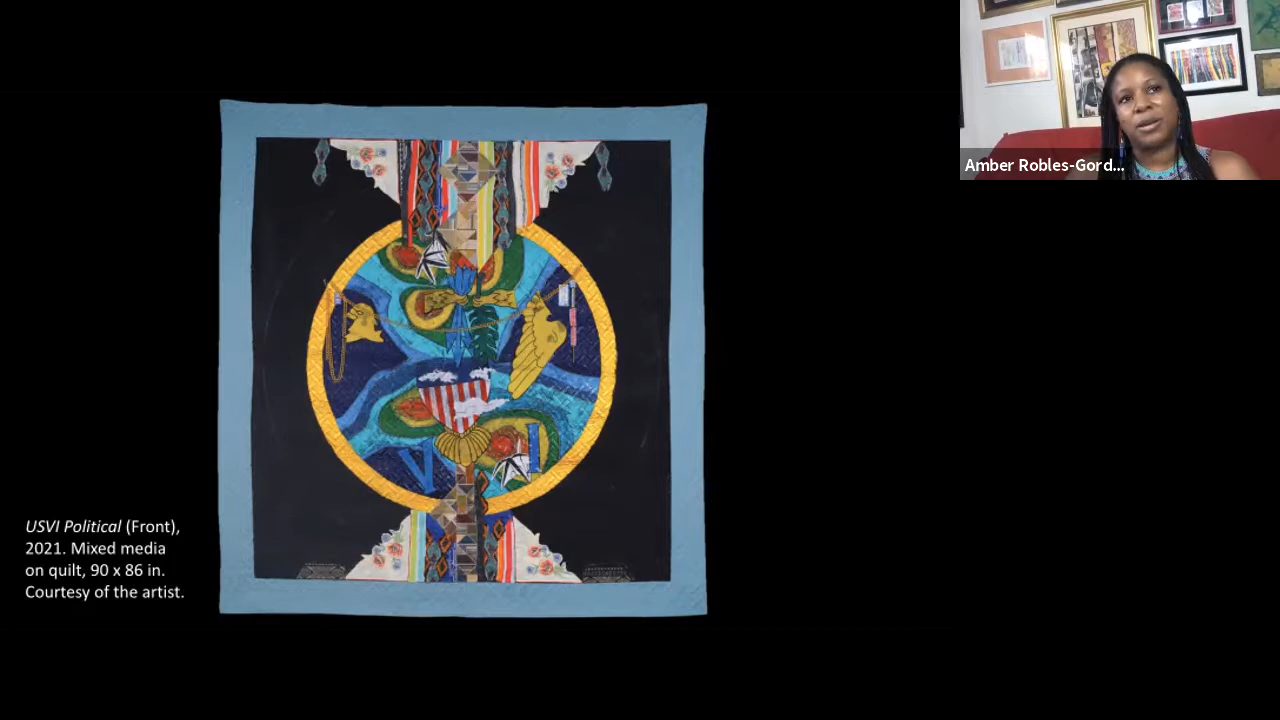 Amber Robles-Gord...
V I
USVI Political (Front),
2021. Mixed media
on quilt, 90 x 86 in.
Courtesy of the artist.